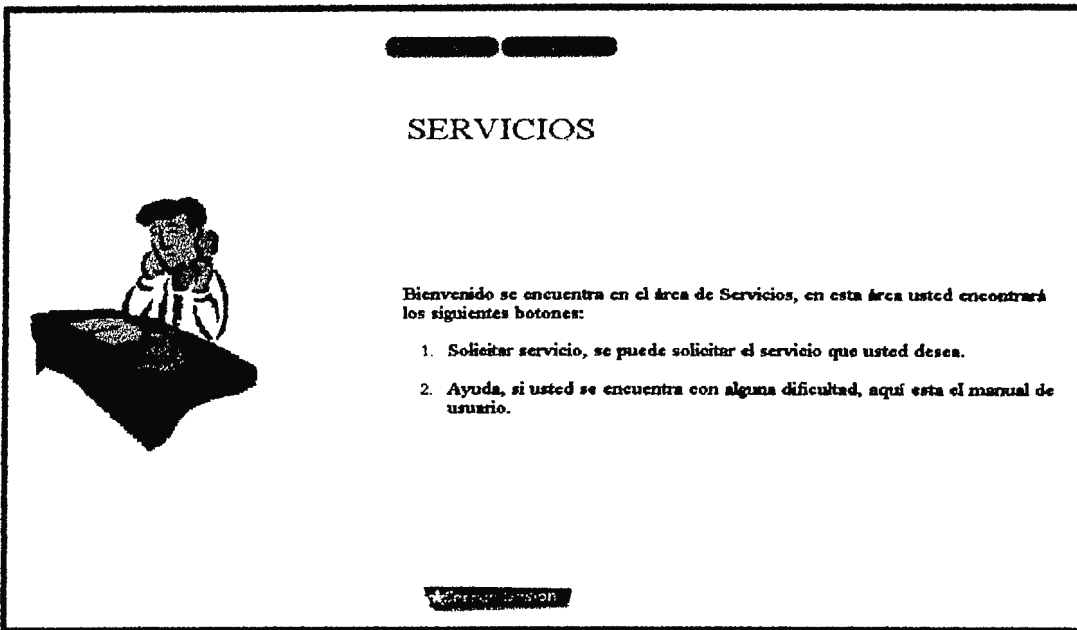 SERVICIOS
Bienvenido se encuentra en el área de Servicios, en esta área usted encontrará
los siguientes botones:
1. Solicitar servicio, se puede solicitar el servicio que usted desea.
2. Ayuda, si usted se encuentra con alguna dificultad, aquí esta el manual de
usuario.